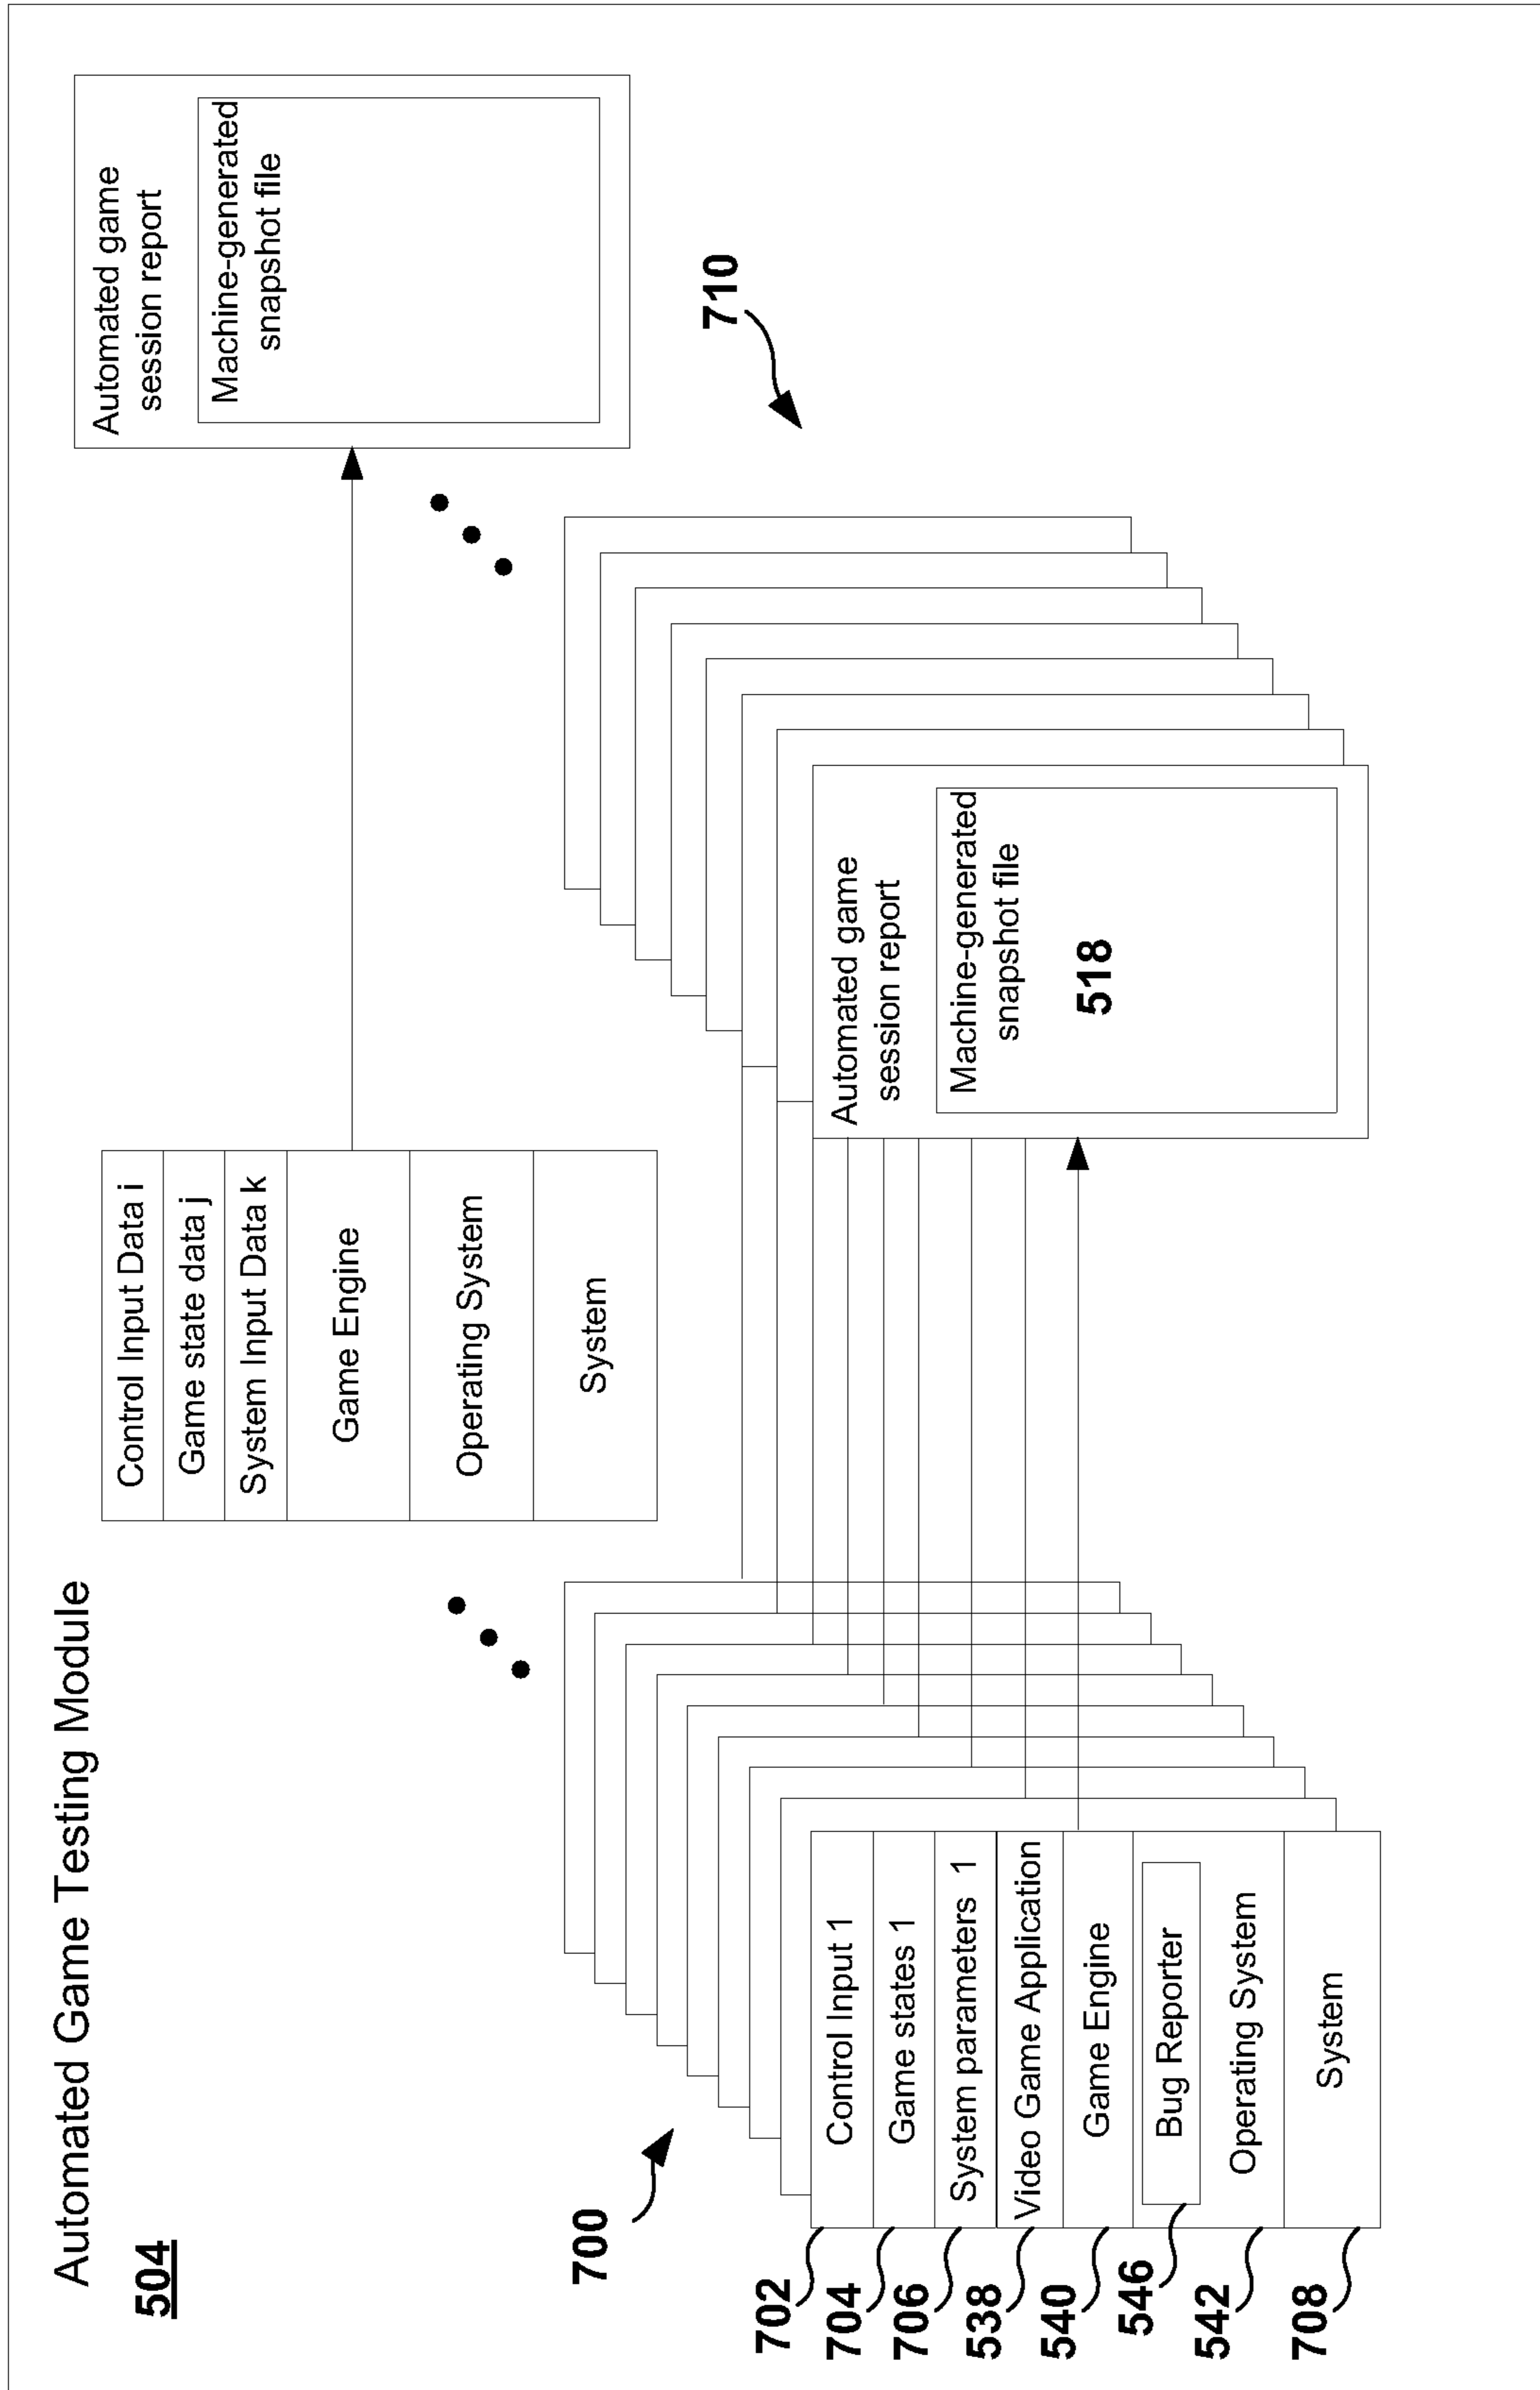 Automated Game Testing Module
504
Control Input Data i
Game state data j
System Input Data k
Game Engine
Operating System
System
Automated game
session report
Machine-generated
snapshot file
700
710
702
704
706
538
540
546
542
708
Control Input 1
Game states 1
System parameters 1
Video Game Application
Game Engine
Bug Reporter
Operating System
System
Automated game
session report
Machine-generated
snapshot file
518